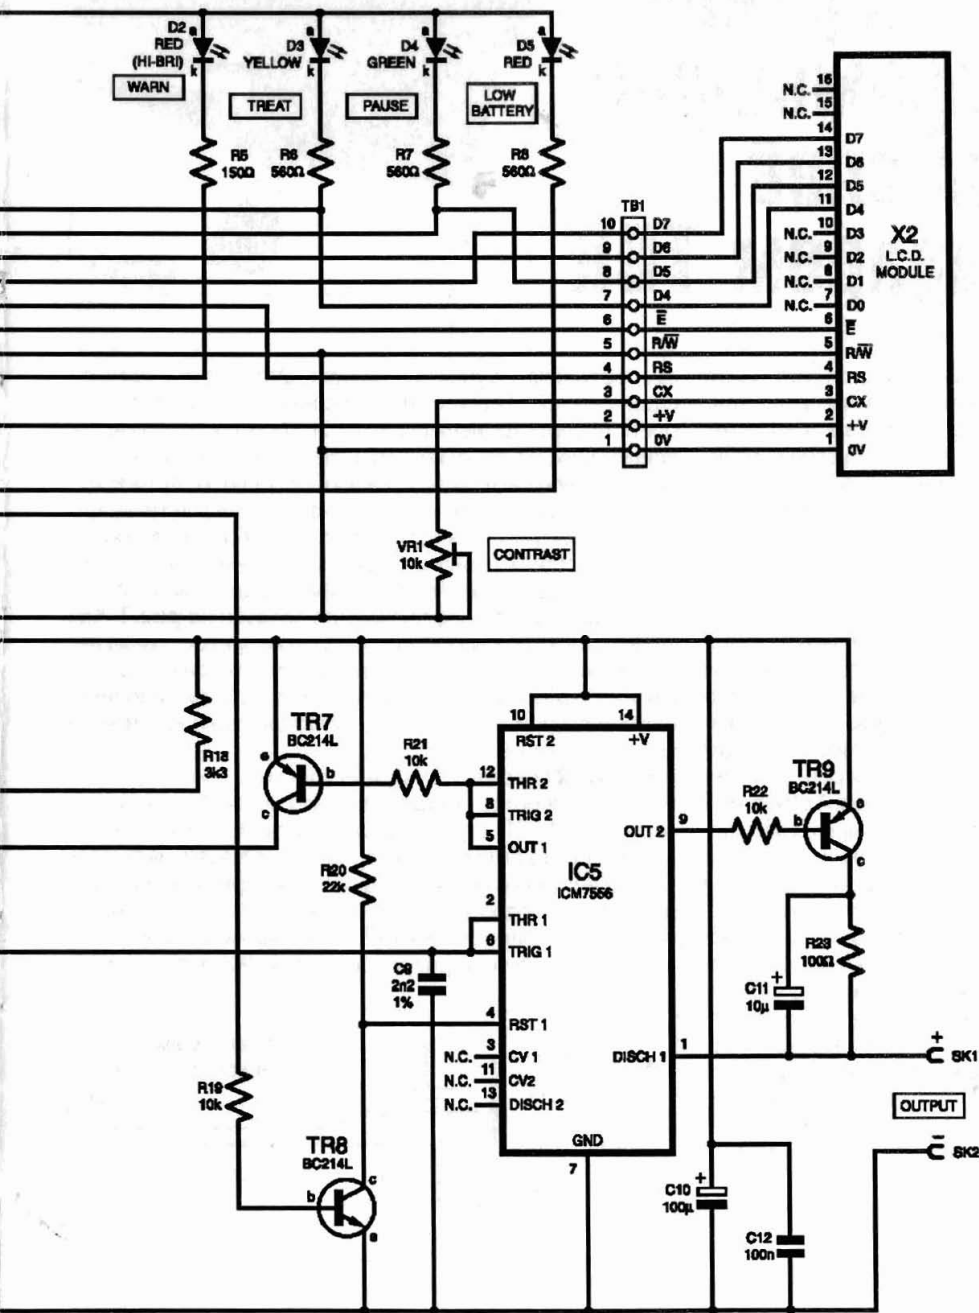 D2
RED
(HI-BRI)
a
k
WARN
D3
YELLOW
a
k
TREAT
D4
GREEN
a
k
PAUSE
D5
RED
a
k
LOW
BATTERY
R5
150Ω
R6
560Ω
R7
560Ω
R8
560Ω
TB1
10 D7
9 D6
8 D5
7 D4
6 E
5 R/W
4 RS
3 CX
2 +V
1 0V
N.C. 16
N.C. 15
14 D7
13 D6
12 D5
11 D4
N.C. 10 D3
N.C. 9 D2
N.C. 8 D1
N.C. 7 D0
6 E
5 R/W
4 RS
3 CX
2 +V
1 0V
X2
L.C.D.
MODULE
VR1
10k
CONTRAST
R18
3k3
TR7
BC214L
e
b
c
R21
10k
R20
22k
10 RST 2
14 +V
12 THR 2
8 TRIG 2
5 OUT 1
2 THR 1
6 TRIG 1
4 RST 1
N.C. 3 CV 1
N.C. 11 CV2
N.C. 13 DISCH 2
GND
7
OUT 2 9
DISCH 1 1
IC5
ICM7556
R22
10k
TR9
BC214L
e
b
c
R23
100Ω
C11
10µ
+
C9
2n2
1%
R19
10k
TR8
BC214L
b
c
e
C10
100µ
+
C12
100n
+
SK1
OUTPUT
–
SK2